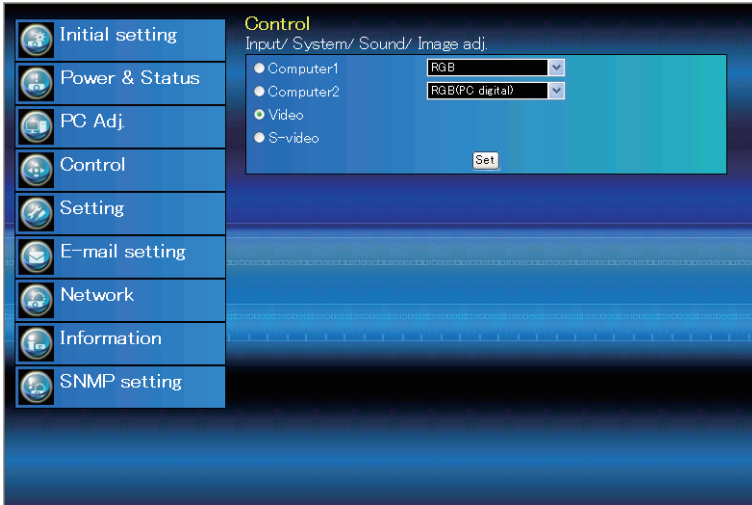 Initial setting
Power & Status
PC Adj.
Control
Setting
E-mail setting
Network
Information
SNMP setting
Control
Input/ System/ Sound/ Image adj.
Computer1 RGB
Computer2 RGB(PC digital)
Video
S-video
Set